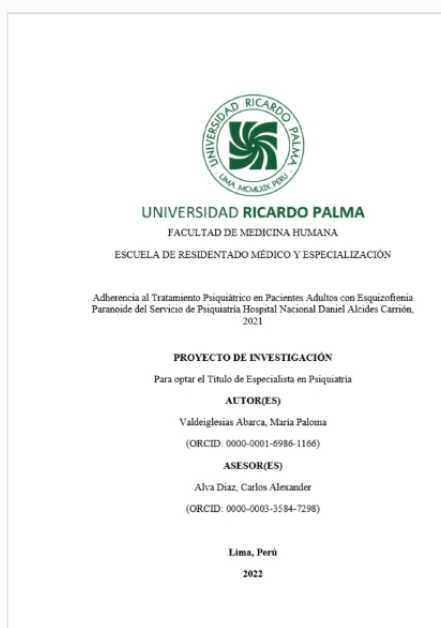 UNIVERSIDAD RICARDO PALMA
LIMA MCMLXIX PERÚ
UNIVERSIDAD RICARDO PALMA
FACULTAD DE MEDICINA HUMANA
ESCUELA DE RESIDENTADO MÉDICO Y ESPECIALIZACIÓN
Adherencia al Tratamiento Psiquiátrico en Pacientes Adultos con Esquizofrenia
Paranoide del Servicio de Psiquiatría Hospital Nacional Daniel Alcides Carrión,
2021
PROYECTO DE INVESTIGACIÓN
Para optar el Título de Especialista en Psiquiatría
AUTOR(ES)
Valdeiglesias Abarca, María Paloma
(ORCID: 0000-0001-6986-1166)
ASESOR(ES)
Alva Diaz, Carlos Alexander
(ORCID: 0000-0003-3584-7298)
Lima, Perú
2022